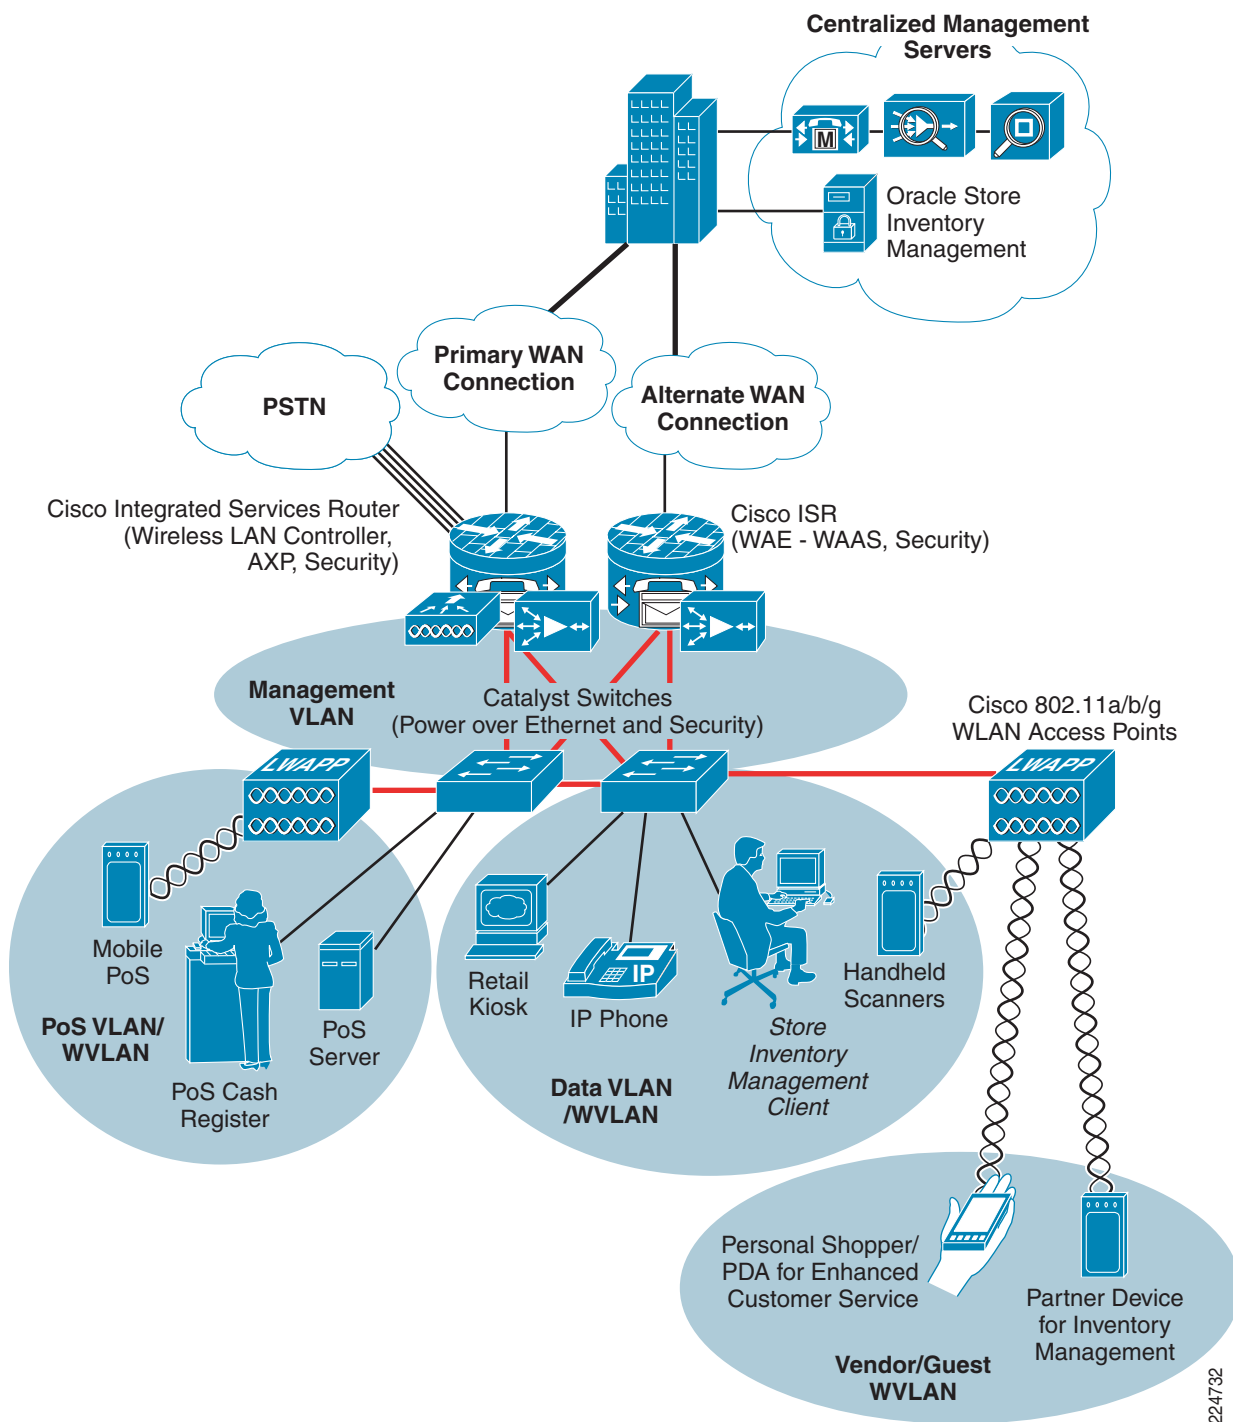 Centralized Management
Servers
M
Oracle Store
Inventory
Management
Primary WAN
Connection
PSTN
Alternate WAN
Connection
Cisco Integrated Services Router
(Wireless LAN Controller,
AXP, Security)
Cisco ISR
(WAE - WAAS, Security)
Management
VLAN
Catalyst Switches
(Power over Ethernet and Security)
Cisco 802.11a/b/g
WLAN Access Points
LWAPP
LWAPP
Mobile
PoS
PoS VLAN/
WVLAN
PoS Cash
Register
PoS
Server
Retail
Kiosk
IP
IP Phone
Store
Inventory
Management
Client
Handheld
Scanners
Data VLAN
/WVLAN
Personal Shopper/
PDA for Enhanced
Customer Service
Partner Device
for Inventory
Management
Vendor/Guest
WVLAN
224732